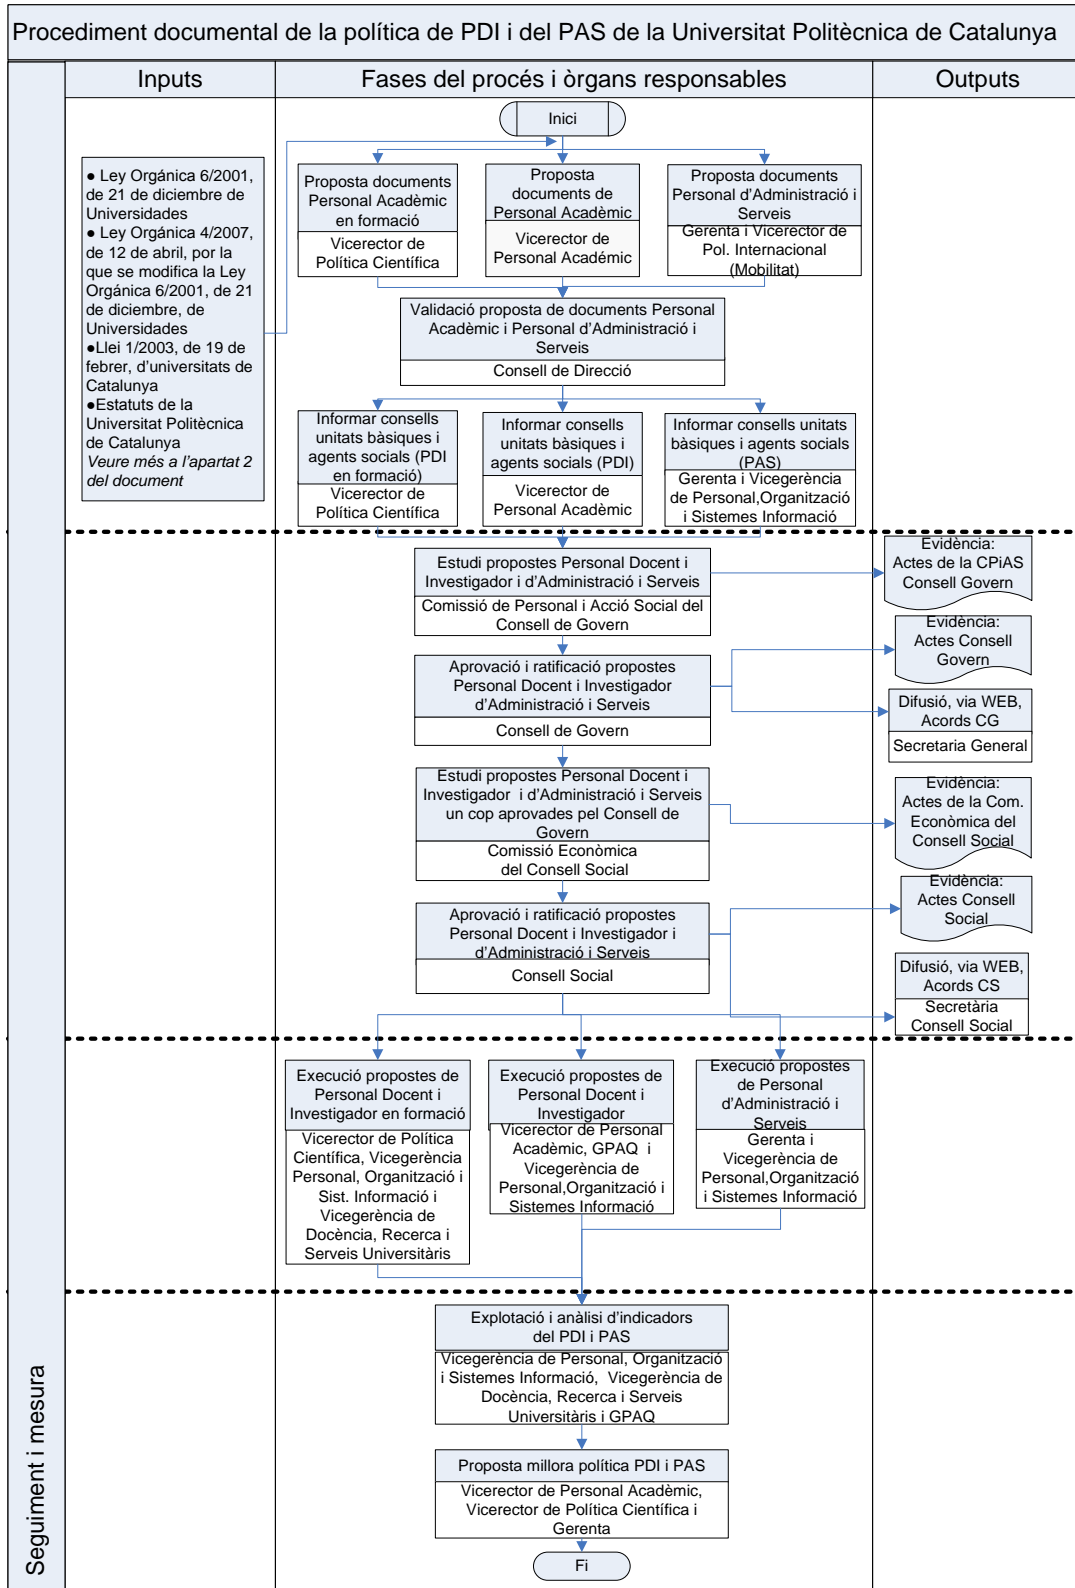 Procediment documental de la política de PDI i del PAS de la Universitat Politècnica de Catalunya
Inputs
Fases del procés i òrgans responsables
Outputs
Inici
● Ley Orgánica 6/2001,
de 21 de diciembre de
Universidades
● Ley Orgánica 4/2007,
de 12 de abril, por la
que se modifica la Ley
Orgánica 6/2001, de 21
de diciembre, de
Universidades
●Llei 1/2003, de 19 de
febrer, d'universitats de
Catalunya
●Estatuts de la
Universitat Politècnica
de Catalunya
Veure més a l'apartat 2
del document
Proposta documents
Personal Acadèmic
en formació
Vicerector de
Política Científica
Proposta
documents de
Personal Acadèmic
Vicerector de
Personal Académic
Proposta documents
Personal d'Administració i
Serveis
Gerenta i Vicerector de
Pol. Internacional
(Mobilitat)
Validació proposta de documents Personal
Acadèmic i Personal d'Administració i
Serveis
Consell de Direcció
Informar consells
unitats bàsiques i
agents socials (PDI
en formació)
Vicerector de
Política Científica
Informar consells
unitats bàsiques i
agents socials (PDI)
Vicerector de
Personal Acadèmic
Informar consells unitats
bàsiques i agents socials
(PAS)
Gerenta i Vicegerència
de Personal,Organització
i Sistemes Informació
Estudi propostes Personal Docent i
Investigador i d'Administració i Serveis
Comissió de Personal i Acció Social del
Consell de Govern
Evidència:
Actes de la CPiAS
Consell Govern
Aprovació i ratificació propostes
Personal Docent i Investigador
d'Administració i Serveis
Consell de Govern
Evidència:
Actes Consell
Govern
Difusió, via WEB,
Acords CG
Secretaria General
Estudi propostes Personal Docent i
Investigador i d'Administració i Serveis
un cop aprovades pel Consell de
Govern
Comissió Econòmica
del Consell Social
Evidència:
Actes de la Com.
Econòmica del
Consell Social
Aprovació i ratificació propostes
Personal Docent i Investigador i
d'Administració i Serveis
Consell Social
Evidència:
Actes Consell
Social
Difusió, via WEB,
Acords CS
Secretària
Consell Social
Execució propostes de
Personal Docent i
Investigador en formació
Vicerector de Política
Científica, Vicegerència
Personal, Organització i
Sist. Informació i
Vicegerència de
Docència, Recerca i
Serveis Universitàris
Execució propostes de
Personal Docent i
Investigador
Vicerector de Personal
Acadèmic, GPAQ i
Vicegerència de
Personal,Organització i
Sistemes Informació
Execució propostes
de Personal
d'Administració i
Serveis
Gerenta i
Vicegerència de
Personal,Organització
i Sistemes Informació
Explotació i anàlisi d'indicadors
del PDI i PAS
Vicegerència de Personal, Organització
i Sistemes Informació, Vicegerència de
Docència, Recerca i Serveis
Universitàris i GPAQ
Proposta millora política PDI i PAS
Vicerector de Personal Acadèmic,
Vicerector de Política Científica i
Gerenta
Fi
Seguiment i mesura